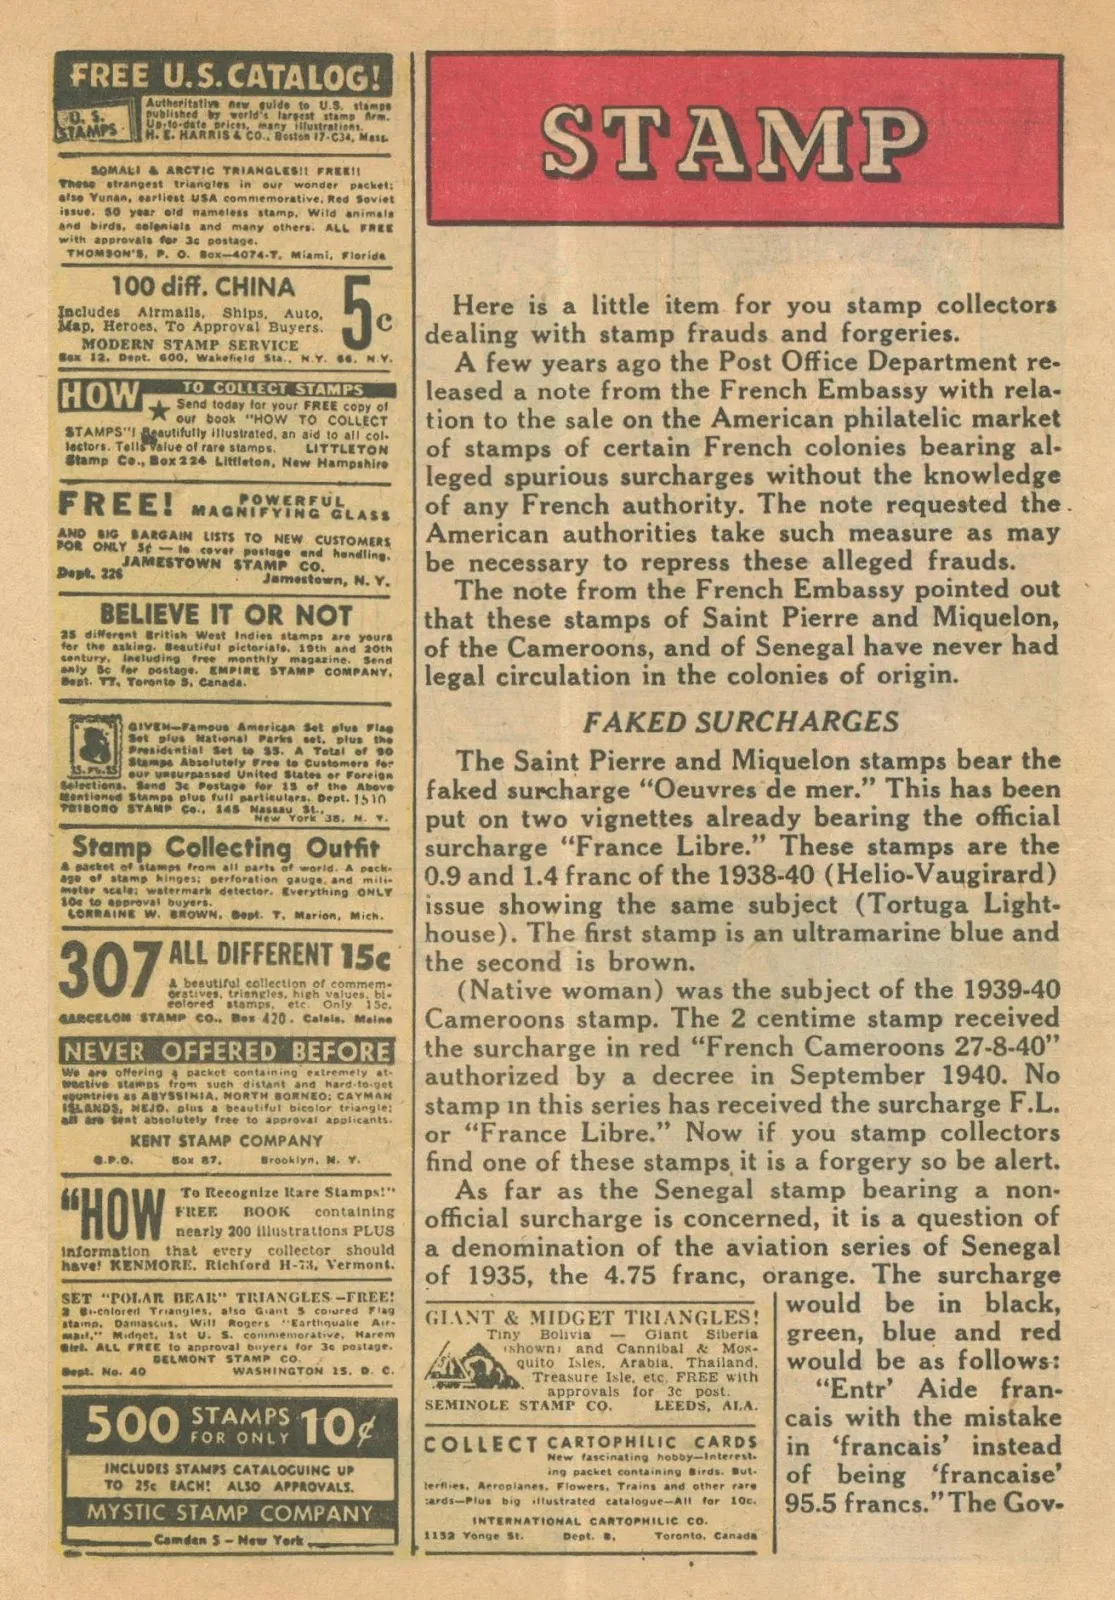 FREE U.S. CATALOG!
U. S.
STAMPS
Authoritative new guide to U.S. stamps
published by world's largest stamp firm.
Up-to-date prices, many illustrations.
H. E. HARRIS & CO., Boston 17-C34, Mass.
SOMALI & ARCTIC TRIANGLES!! FREE!!
These strangest triangles in our wonder packet;
also Yunan, earliest USA commemorative, Red Soviet
issue. 50 year old nameless stamp, Wild animals
and birds, colonials and many others. ALL FREE
with approvals for 3c postage.
THOMSON'S, P. O. Box—4074-T, Miami, Florida
100 diff. CHINA 5c
Includes Airmails, Ships, Auto,
Map, Heroes, To Approval Buyers.
MODERN STAMP SERVICE
Box 12, Dept. 600, Wakefield Sta., N.Y. 66, N.Y.
HOW TO COLLECT STAMPS
Send today for your FREE copy of
our book "HOW TO COLLECT
STAMPS"! Beautifully illustrated, an aid to all col-
lectors. Tells value of rare stamps. LITTLETON
Stamp Co., Box 224 Littleton, New Hampshire
FREE! POWERFUL
MAGNIFYING GLASS
AND BIG BARGAIN LISTS TO NEW CUSTOMERS
FOR ONLY 5¢ — to cover postage and handling.
JAMESTOWN STAMP CO.
Dept. 226 Jamestown, N. Y.
BELIEVE IT OR NOT
25 different British West Indies stamps are yours
for the asking. Beautiful pictorials, 19th and 20th
century, including free monthly magazine. Send
only 5c for postage. EMPIRE STAMP COMPANY,
Dept. TT, Toronto 5, Canada.
GIVEN—Famous American Set plus Flag
Set plus National Parks set, plus the
Presidential Set to $5. A Total of 90
Stamps Absolutely Free to Customers for
our unsurpassed United States or Foreign
Selections. Send 3c Postage for 15 of the Above
Mentioned Stamps plus full particulars. Dept. 1510
TRIBORO STAMP Co., 145 Nassau St.,
New York 38, N. Y.
Stamp Collecting Outfit
A packet of stamps from all parts of world. A pack-
age of stamp hinges; perforation gauge, and milli-
meter scale; watermark detector. Everything ONLY
10c to approval buyers.
LORRAINE W. BROWN, Dept. T, Marion, Mich.
307 ALL DIFFERENT 15c
A beautiful collection of commem-
oratives, triangles, high values, bi-
colored stamps, etc. Only 15c.
GARCELON STAMP CO., Box 420. Calais, Maine
NEVER OFFERED BEFORE
We are offering a packet containing extremely at-
tractive stamps from such distant and hard-to-get
countries as ABYSSINIA, NORTH BORNEO; CAYMAN
ISLANDS, NEJD, plus a beautiful bicolor triangle;
all are sent absolutely free to approval applicants.
KENT STAMP COMPANY
G.P.O. Box 87, Brooklyn, N. Y.
"HOW To Recognize Rare Stamps!"
FREE BOOK containing
nearly 200 illustrations PLUS
information that every collector should
have! KENMORE, Richford H-73, Vermont.
SET "POLAR BEAR" TRIANGLES—FREE!
2 Bi-colored Triangles, also Giant 5 colored Flag
stamp, Damascus, Will Rogers "Earthquake Air-
mail," Midget, 1st U. S. commemorative, Harem
Girl. ALL FREE to approval buyers for 3c postage.
BELMONT STAMP CO.
Dept. No. 40 WASHINGTON 15, D. C.
500 STAMPS FOR ONLY 10¢
INCLUDES STAMPS CATALOGUING UP
TO 25c EACH! ALSO APPROVALS.
MYSTIC STAMP COMPANY
Camden 5 – New York
STAMP
Here is a little item for you stamp collectors
dealing with stamp frauds and forgeries.
A few years ago the Post Office Department re-
leased a note from the French Embassy with rela-
tion to the sale on the American philatelic market
of stamps of certain French colonies bearing al-
leged spurious surcharges without the knowledge
of any French authority. The note requested the
American authorities take such measure as may
be necessary to repress these alleged frauds.
The note from the French Embassy pointed out
that these stamps of Saint Pierre and Miquelon,
of the Cameroons, and of Senegal have never had
legal circulation in the colonies of origin.
FAKED SURCHARGES
The Saint Pierre and Miquelon stamps bear the
faked surcharge "Oeuvres de mer." This has been
put on two vignettes already bearing the official
surcharge "France Libre." These stamps are the
0.9 and 1.4 franc of the 1938-40 (Helio-Vaugirard)
issue showing the same subject (Tortuga Light-
house). The first stamp is an ultramarine blue and
the second is brown.
(Native woman) was the subject of the 1939-40
Cameroons stamp. The 2 centime stamp received
the surcharge in red "French Cameroons 27-8-40"
authorized by a decree in September 1940. No
stamp in this series has received the surcharge F.L.
or "France Libre." Now if you stamp collectors
find one of these stamps, it is a forgery so be alert.
As far as the Senegal stamp bearing a non-
official surcharge is concerned, it is a question of
a denomination of the aviation series of Senegal
of 1935, the 4.75 franc, orange. The surcharge
would be in black,
green, blue and red
would be as follows:
"Entr' Aide fran-
cais with the mistake
in 'francais' instead
of being 'francaise'
95.5 francs." The Gov-
GIANT & MIDGET TRIANGLES!
Tiny Bolivia — Giant Siberia
(shown) and Cannibal & Mos-
quito Isles, Arabia, Thailand,
Treasure Isle, etc. FREE with
approvals for 3c post.
SEMINOLE STAMP CO. LEEDS, ALA.
COLLECT CARTOPHILIC CARDS
New fascinating hobby—Interest-
ing packet containing Birds. But-
terflies, Aeroplanes, Flowers, Trains and other rare
cards—Plus big illustrated catalogue—All for 10c.
INTERNATIONAL CARTOPHILIC CO.
1152 Yonge St. Dept. B, Toronto, Canada